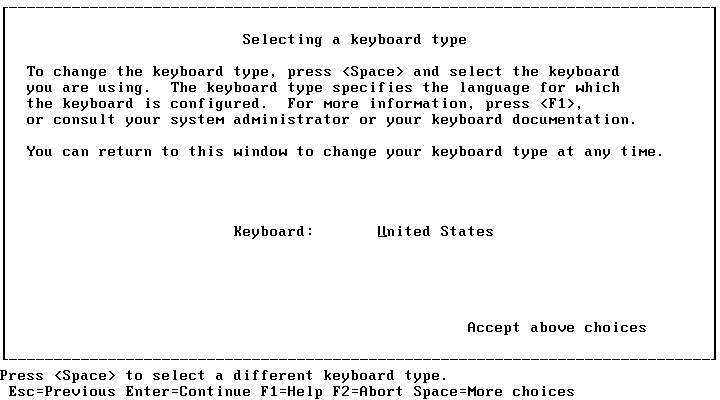 Selecting a keyboard type
To change the keyboard type, press <Space> and select the keyboard
you are using.  The keyboard type specifies the language for which
the keyboard is configured.  For more information, press <F1>,
or consult your system administrator or your keyboard documentation.
You can return to this window to change your keyboard type at any time.
Keyboard:       United States
Accept above choices
Press <Space> to select a different keyboard type.
Esc=Previous Enter=Continue F1=Help F2=Abort Space=More choices